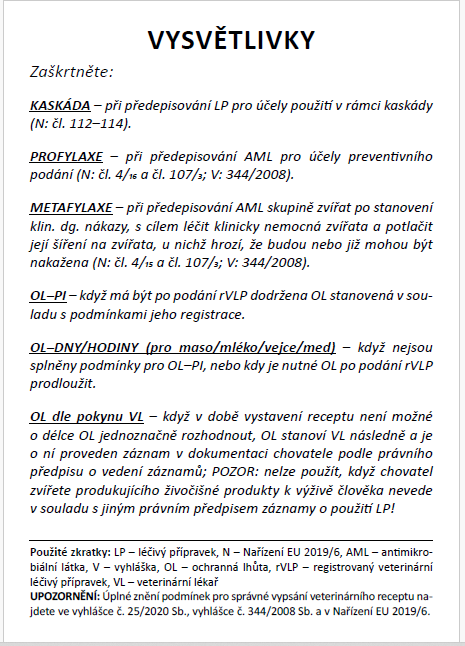 VYSVĚTLIVKY
Zaškrtněte:
KASKÁDA – při předepisování LP pro účely použití v rámci kaskády
(N: čl. 112–114).
PROFYLAXE – při předepisování AML pro účely preventivního
podání (N: čl. 4/₁₆ a čl. 107/₃; V: 344/2008).
METAFYLAXE – při předepisování AML skupině zvířat po stanovení
klin. dg. nákazy, s cílem léčit klinicky nemocná zvířata a potlačit
její šíření na zvířata, u nichž hrozí, že budou nebo již mohou být
nakažena (N: čl. 4/₁₅ a čl. 107/₃; V: 344/2008).
OL–PI – když má být po podání rVLP dodržena OL stanovená v sou-
ladu s podmínkami jeho registrace.
OL–DNY/HODINY (pro maso/mléko/vejce/med) – když nejsou
splněny podmínky pro OL–PI, nebo kdy je nutné OL po podání rVLP
prodloužit.
OL dle pokynu VL – když v době vystavení receptu není možné
o délce OL jednoznačně rozhodnout, OL stanoví VL následně a je
o ní proveden záznam v dokumentaci chovatele podle právního
předpisu o vedení záznamů; POZOR: nelze použít, když chovatel
zvířete produkujícího živočišné produkty k výživě člověka nevede
v souladu s jiným právním předpisem záznamy o použití LP!
Použité zkratky: LP – léčivý přípravek, N – Nařízení EU 2019/6, AML – antimikro-
biální látka, V – vyhláška, OL – ochranná lhůta, rVLP – registrovaný veterinární
léčivý přípravek, VL – veterinární lékař
UPOZORNĚNÍ: Úplné znění podmínek pro správné vypsání veterinárního receptu na-
jdete ve vyhlášce č. 25/2020 Sb., vyhlášce č. 344/2008 Sb. a v Nařízení EU 2019/6.